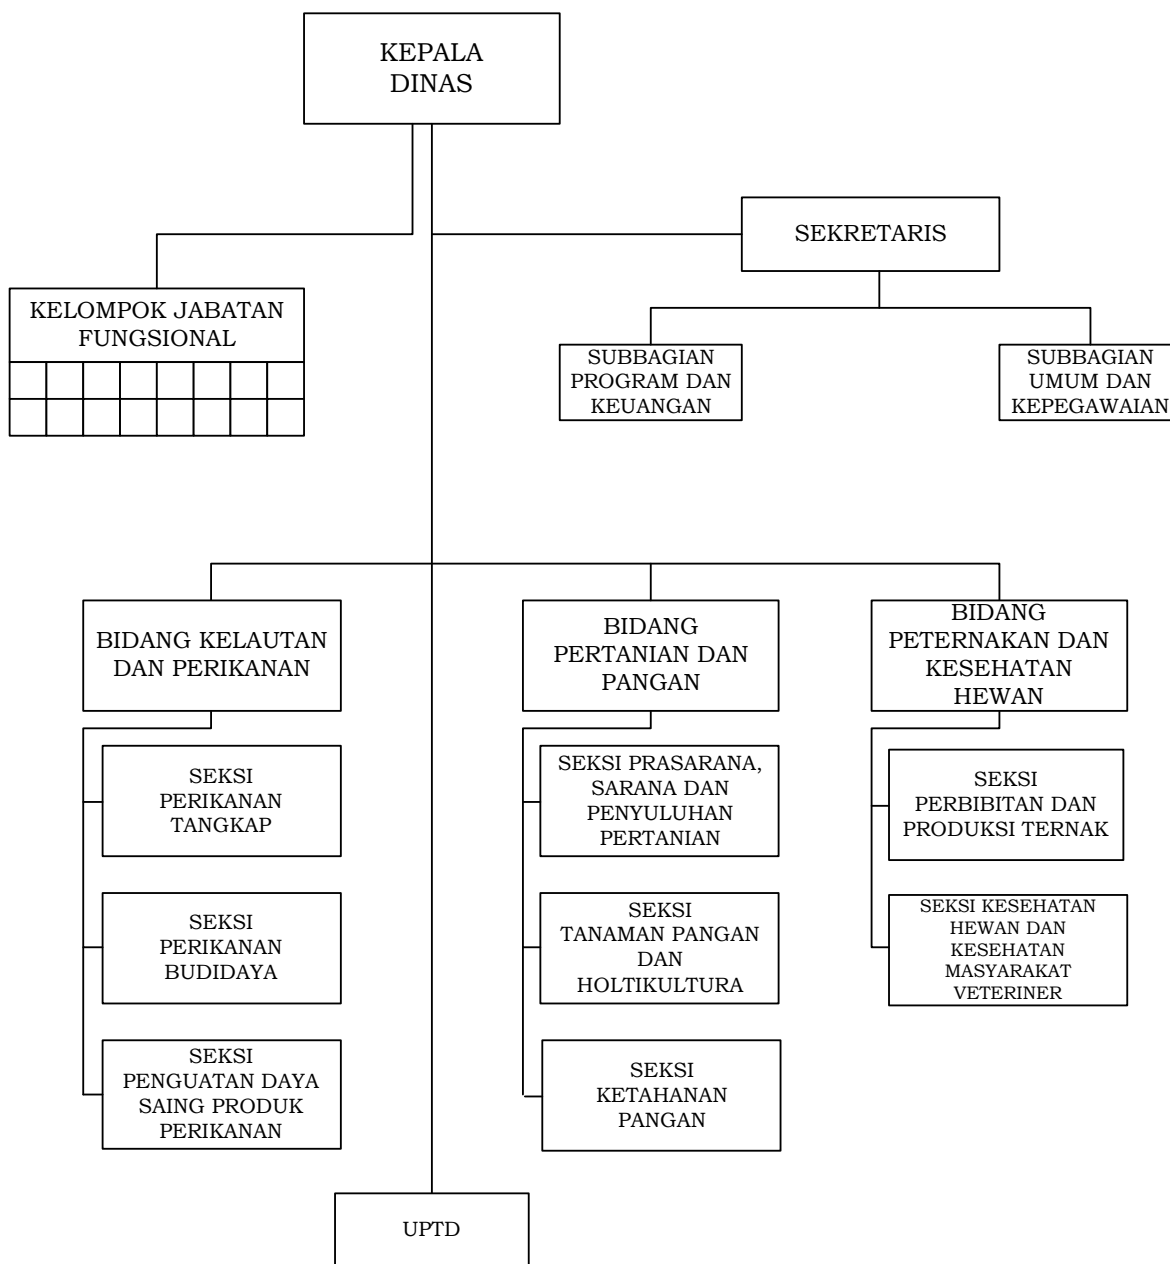 KEPALA
DINAS
SEKRETARIS
KELOMPOK JABATAN
FUNGSIONAL
SUBBAGIAN
PROGRAM DAN
KEUANGAN
SUBBAGIAN
UMUM DAN
KEPEGAWAIAN
BIDANG KELAUTAN
DAN PERIKANAN
BIDANG
PERTANIAN DAN
PANGAN
BIDANG
PETERNAKAN DAN
KESEHATAN
HEWAN
SEKSI
PERIKANAN
TANGKAP
SEKSI PRASARANA,
SARANA DAN
PENYULUHAN
PERTANIAN
SEKSI
PERBIBITAN DAN
PRODUKSI TERNAK
SEKSI
PERIKANAN
BUDIDAYA
SEKSI
TANAMAN PANGAN
DAN
HOLTIKULTURA
SEKSI KESEHATAN
HEWAN DAN
KESEHATAN
MASYARAKAT
VETERINER
SEKSI
PENGUATAN DAYA
SAING PRODUK
PERIKANAN
SEKSI
KETAHANAN
PANGAN
UPTD